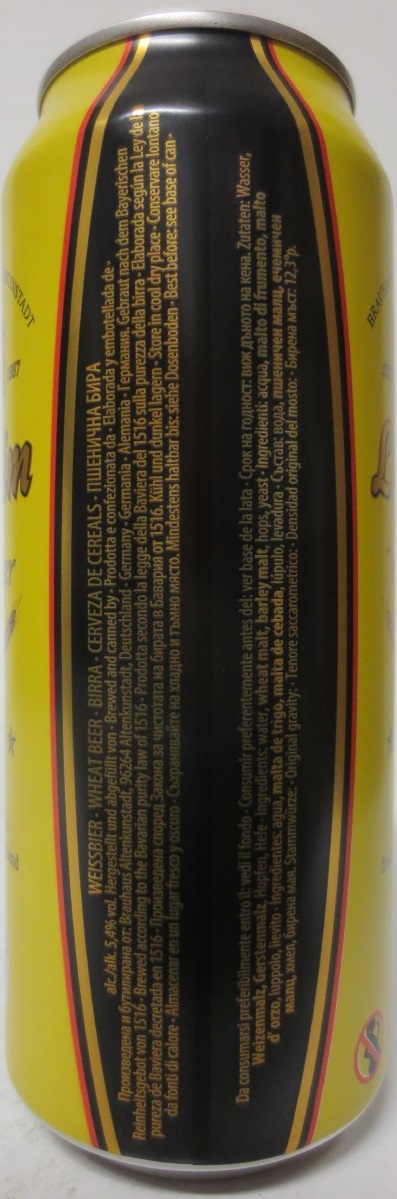 WEISSBIER · WHEAT BEER · BIRRA · CERVEZA DE CEREALS · ПШЕНИЧНА БИРА
alc./alk. 5,4% vol. Hergestellt und abgefüllt von · Brewed and canned by · Prodotta e confezionata da · Elaborada y embotellada de ·
Произведена и бутилирана от: Brauhaus Altenkunstadt, 96264 Altenkunstadt, Deutschland · Germany · Germania · Alemania · Германия. Gebraut nach dem Bayerischen
Reinheitsgebot von 1516 · Brewed according to the Bavarian purity law of 1516 · Prodotta secondo la legge della Baviera del 1516 sulla purezza della birra · Elaborada según la Ley de la
pureza de Baviera decretada en 1516 · Произведена според Закона за чистотата на бирата в Бавария от 1516. Kühl und dunkel lagern · Store in cool dry place · Conservare lontano
da fonti di calore · Almacenar en un lugar fresco y oscuro · Съхранявайте на хладно и тъмно място. Mindestens haltbar bis: siehe Dosenboden · Best before: see base of can ·
Da consumarsi preferibilmente entro il: vedi il fondo · Consumir preferentemente antes del: ver base de la lata · Срок на годност: виж дъното на кена. Zutaten: Wasser,
Weizenmalz, Gerstenmalz, Hopfen, Hefe · Ingredients: water, wheat malt, barley malt, hops, yeast · Ingredienti: acqua, malto di frumento, malto
d' orzo, luppolo, lievito · Ingredientes: agua, malta de trigo, malta de cebada, lúpulo, levadura · Състав: вода, пшеничен малц, ечемичен
малц, хмел, бирена мая. Stammwürze: · Original gravity: · Tenore saccarometrico: · Densidad original del mosto: · Бирена мъст: 12,3°p.